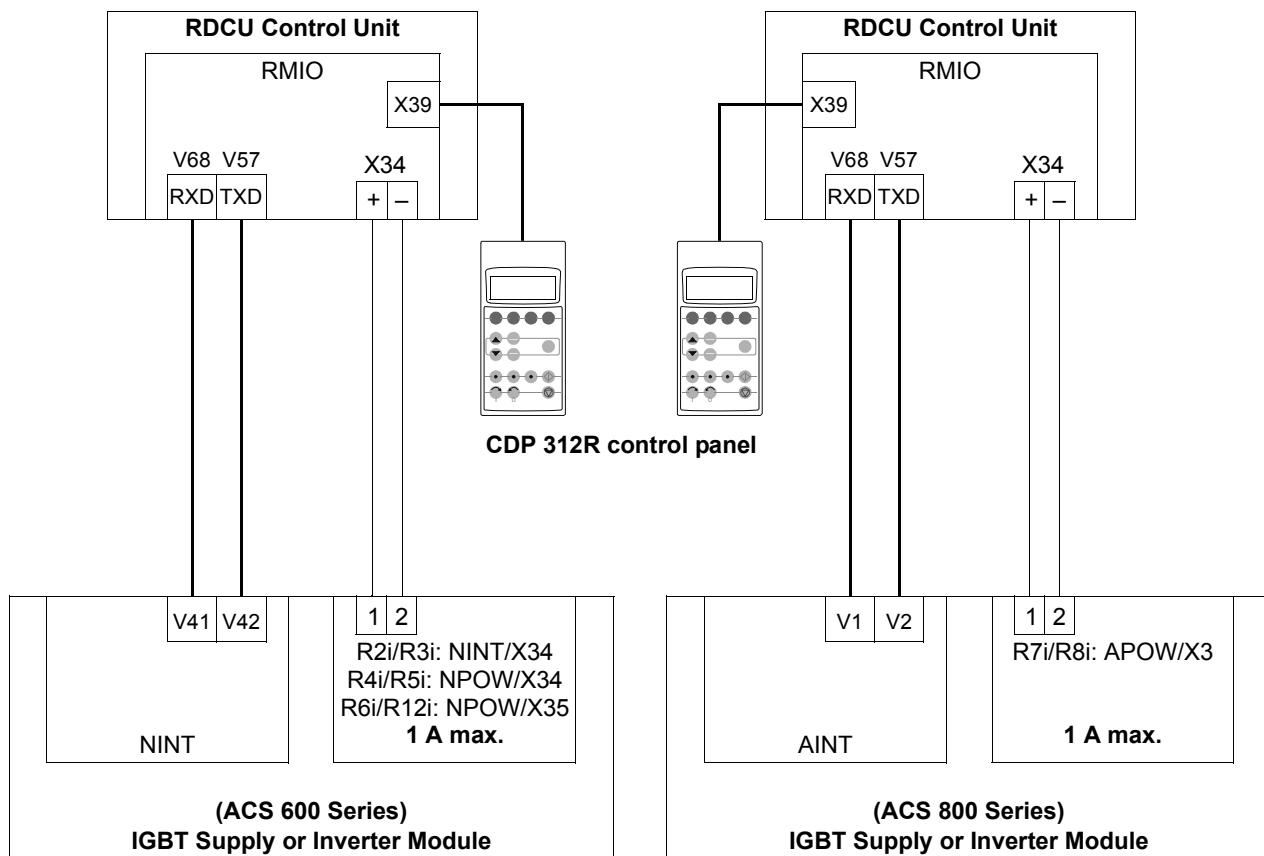 RDCU Control Unit
RMIO
X39
V68 V57
X34
RXD TXD
+ –
RDCU Control Unit
RMIO
X39
V68 V57
X34
RXD TXD
+ –
CDP 312R control panel
V41 V42
1 2
R2i/R3i: NINT/X34
R4i/R5i: NPOW/X34
R6i/R12i: NPOW/X35
1 A max.
NINT
(ACS 600 Series)
IGBT Supply or Inverter Module
V1 V2
1 2
R7i/R8i: APOW/X3
1 A max.
AINT
(ACS 800 Series)
IGBT Supply or Inverter Module